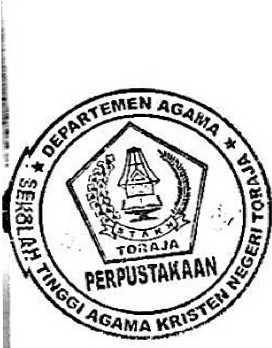 DEPARTEMEN AGAMA
SEKOLAH TINGGI AGAMA KRISTEN NEGERI TORAJA
STAKN
TORAJA
PERPUSTAKAAN